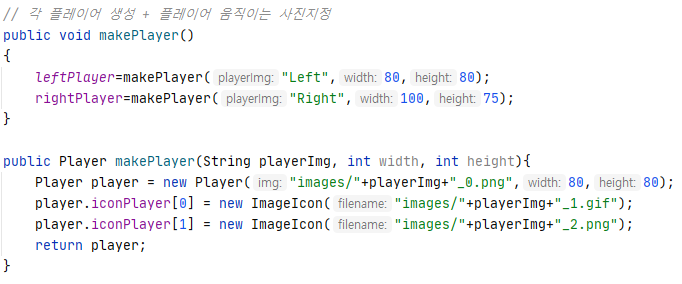 // 각 플레이어 생성 + 플레이어 움직이는 사진지정
public void makePlayer()
{
    leftPlayer=makePlayer( playerImg: "Left", width: 80, height: 80);
    rightPlayer=makePlayer( playerImg: "Right", width: 100, height: 75);
}

public Player makePlayer(String playerImg, int width, int height){
    Player player = new Player( img: "images/"+playerImg+"_0.png", width: 80, height: 80);
    player.iconPlayer[0] = new ImageIcon( filename: "images/"+playerImg+"_1.gif");
    player.iconPlayer[1] = new ImageIcon( filename: "images/"+playerImg+"_2.png");
    return player;
}